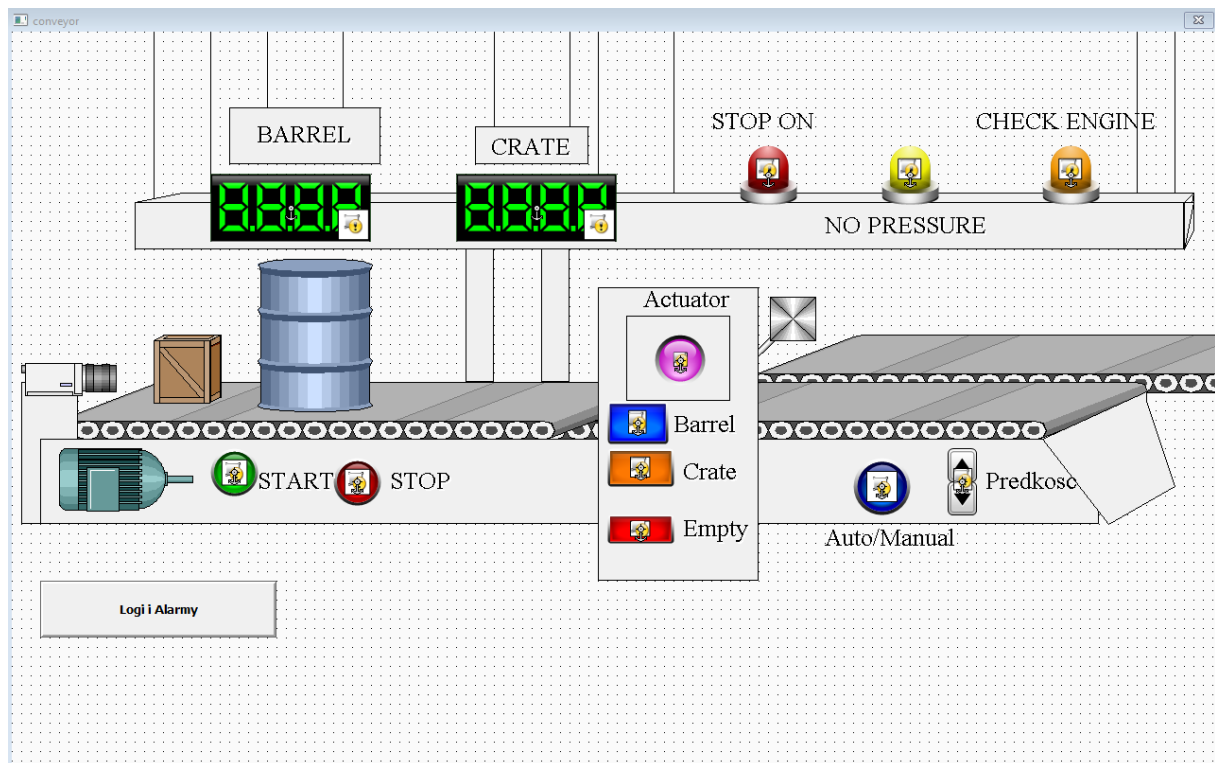 conveyor
STOP ON
CHECK ENGINE
BARREL
CRATE
NO PRESSURE
Actuator
Barrel
Crate
START
STOP
Predkosc
Empty
Auto/Manual
Logi i Alarmy